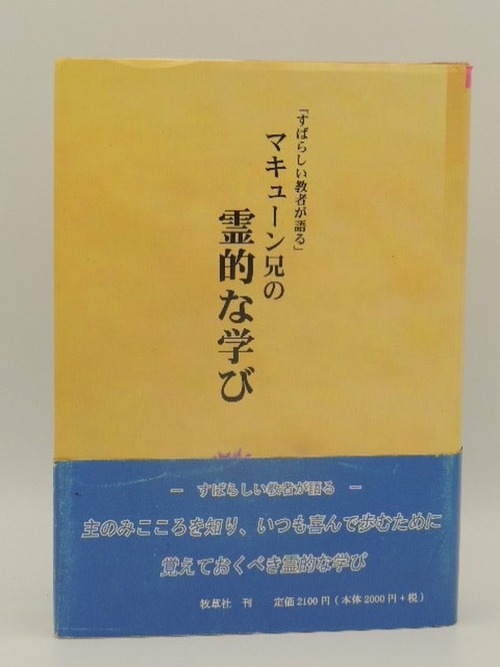 「すばらしい教者が語る」
マキューン兄の
霊的な学び
― すばらしい教者が語る ―
主のみこころを知り、いつも喜んで歩むために
覚えておくべき霊的な学び
牧草社 刊 定価2100円(本体2000円+税)